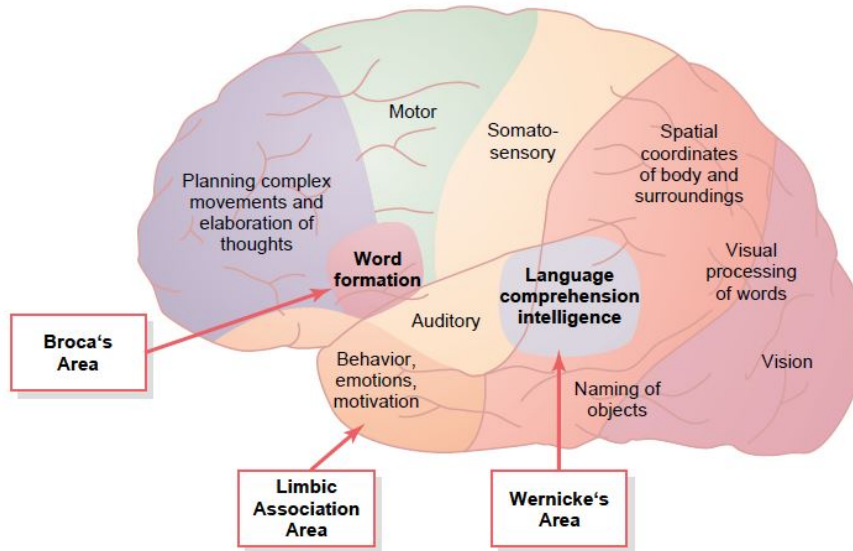 Motor
Somato-
sensory
Spatial
coordinates
of body and
surroundings
Planning complex
movements and
elaboration of
thoughts
Word
formation
Language
comprehension
intelligence
Visual
processing
of words
Auditory
Broca‘s
Area
Behavior,
emotions,
motivation
Vision
Naming of
objects
Limbic
Association
Area
Wernicke‘s
Area